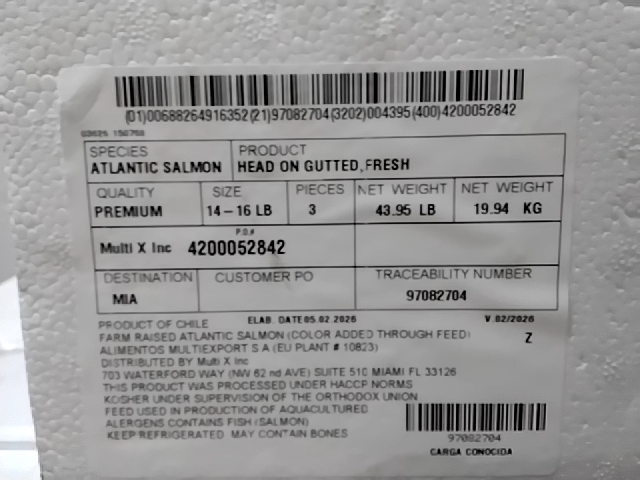 (01)00688264916352(21)97082704(3202)004395(400)4200052842
SPECIES
ATLANTIC SALMON
PRODUCT
HEAD ON GUTTED,FRESH
QUALITY
PREMIUM
SIZE
14-16 LB
PIECES
3
NET WEIGHT
43.95 LB
NET WEIGHT
19.94 KG
P.O.#
Multi X Inc 4200052842
DESTINATION
MIA
CUSTOMER PO
TRACEABILITY NUMBER
97082704
PRODUCT OF CHILE
ELAB. DATE 05.02.2026
V.02/2026
FARM RAISED ATLANTIC SALMON (COLOR ADDED THROUGH FEED)
Z
ALIMENTOS MULTIEXPORT S A (EU PLANT # 10823)
DISTRIBUTED BY Multi X Inc
703 WATERFORD WAY (NW 62 nd AVE) SUITE 510 MIAMI FL 33126
THIS PRODUCT WAS PROCESSED UNDER HACCP NORMS
KOSHER UNDER SUPERVISION OF THE ORTHODOX UNION
FEED USED IN PRODUCTION OF AQUACULTURED
ALERGENS CONTAINS FISH (SALMON)
KEEP REFRIGERATED MAY CONTAIN BONES
97082704
CARGA CONOCIDA